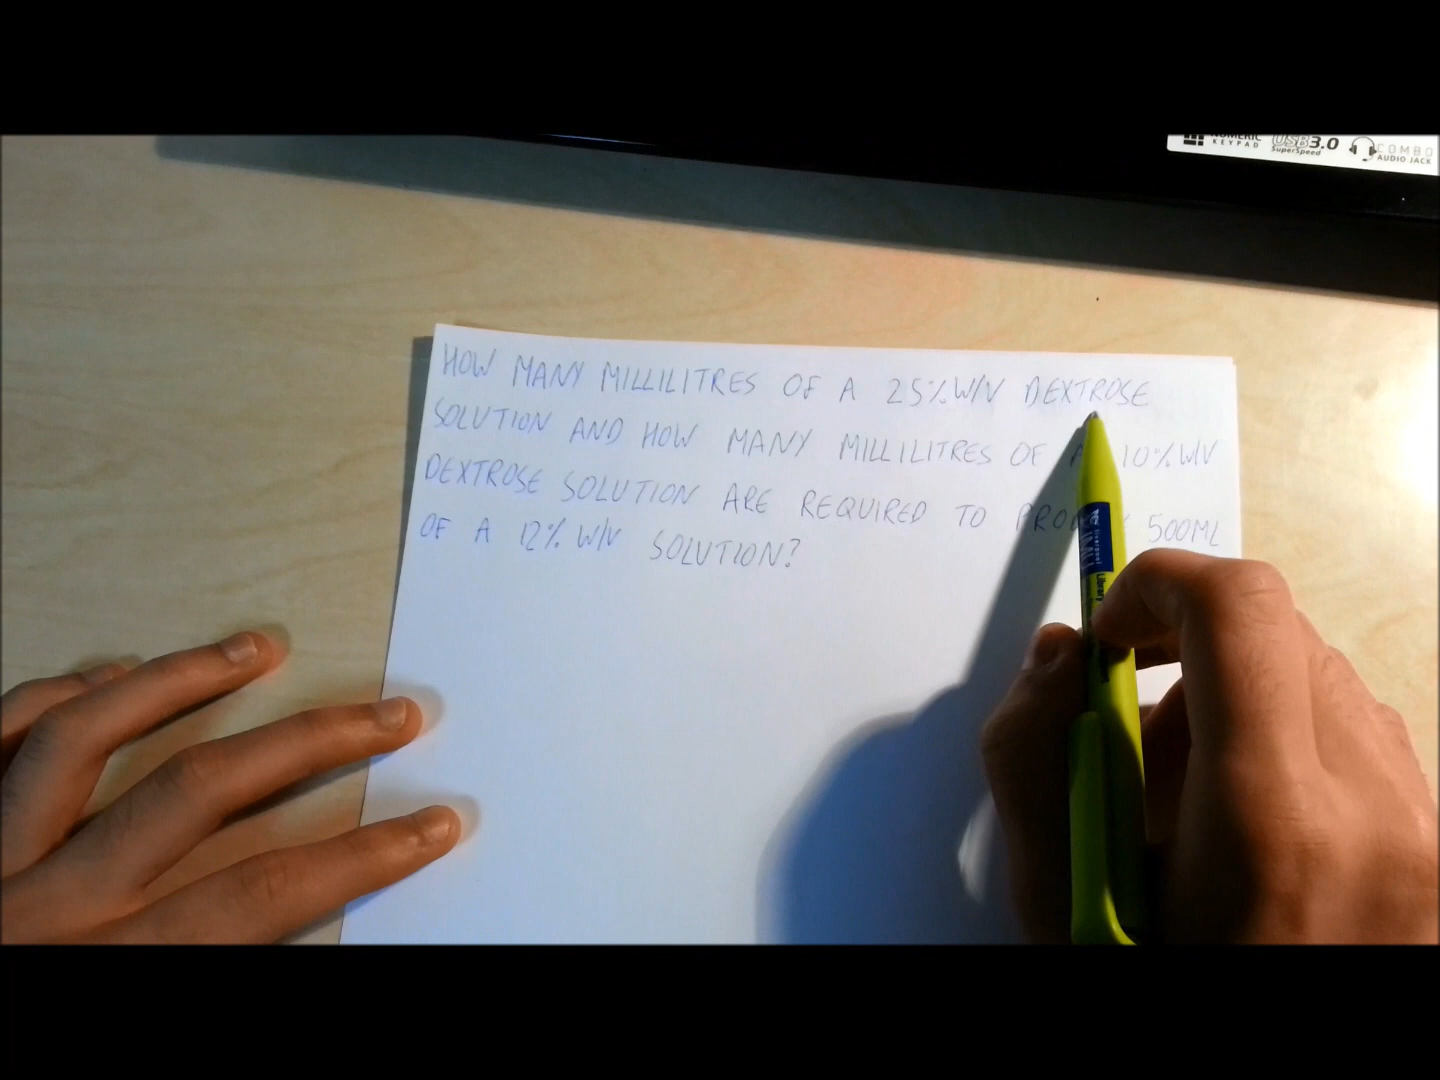 NUMERIC KEYPAD USB3.0 SuperSpeed COMBO AUDIO JACK
HOW MANY MILLILITRES OF A 25% W/V DEXTROSE
SOLUTION AND HOW MANY MILLILITRES OF A 10% W/V
DEXTROSE SOLUTION ARE REQUIRED TO 500ML
OF A 12% W/V SOLUTION?
Library